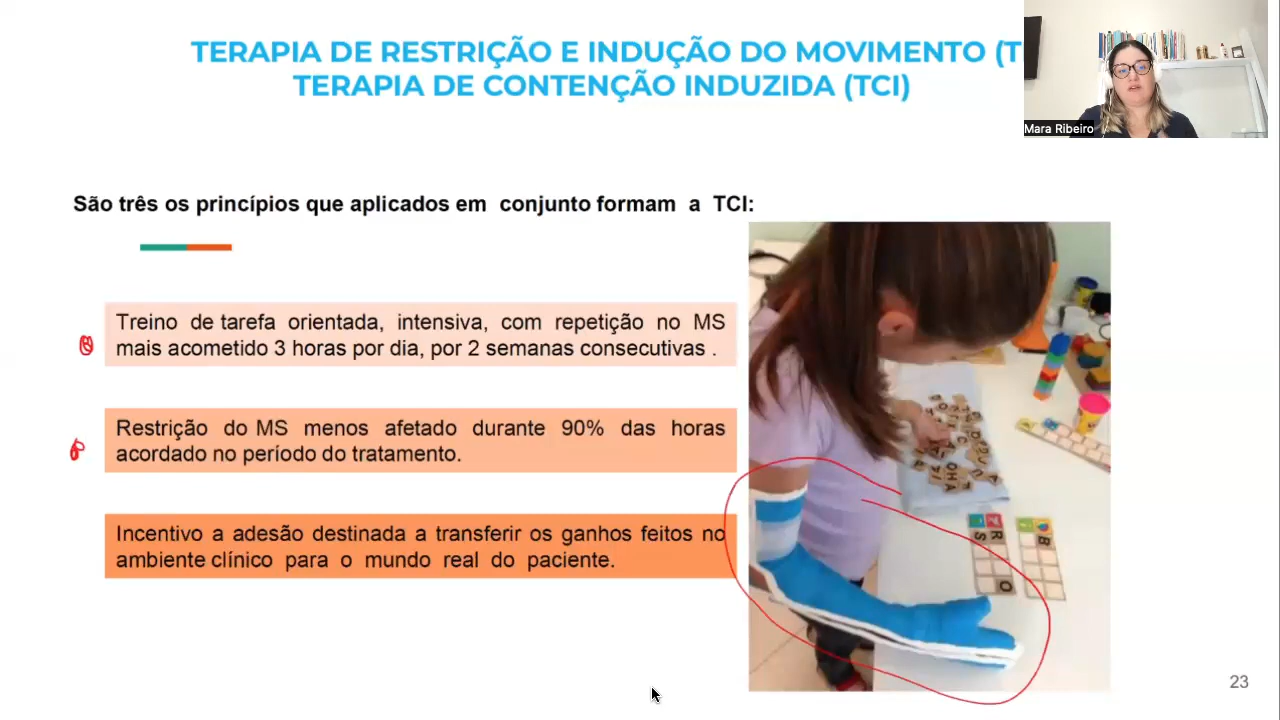 TERAPIA DE RESTRIÇÃO E INDUÇÃO DO MOVIMENTO (T
TERAPIA DE CONTENÇÃO INDUZIDA (TCI)
Mara Ribeiro
São três os princípios que aplicados em conjunto formam a TCI:
Treino de tarefa orientada, intensiva, com repetição no MS
mais acometido 3 horas por dia, por 2 semanas consecutivas .
Restrição do MS menos afetado durante 90% das horas
acordado no período do tratamento.
Incentivo a adesão destinada a transferir os ganhos feitos no
ambiente clínico para o mundo real do paciente.
23